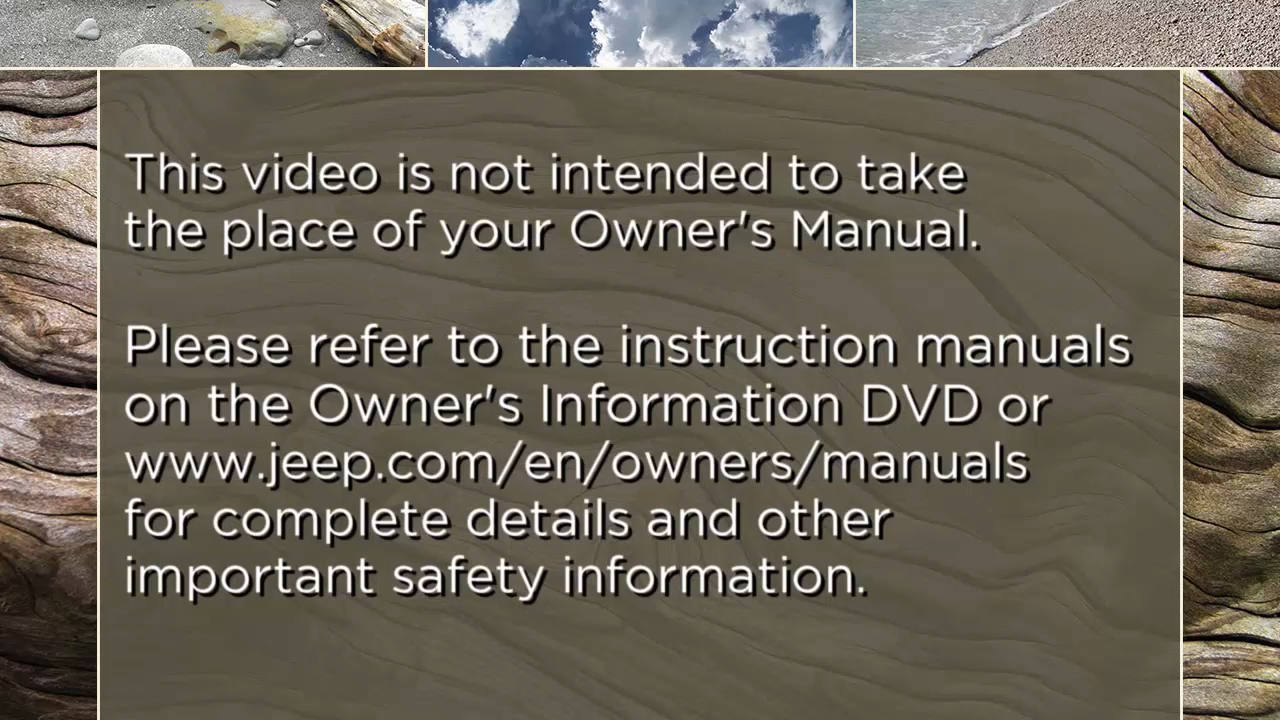 This video is not intended to take
the place of your Owner's Manual.
Please refer to the instruction manuals
on the Owner's Information DVD or
www.jeep.com/en/owners/manuals
for complete details and other
important safety information.